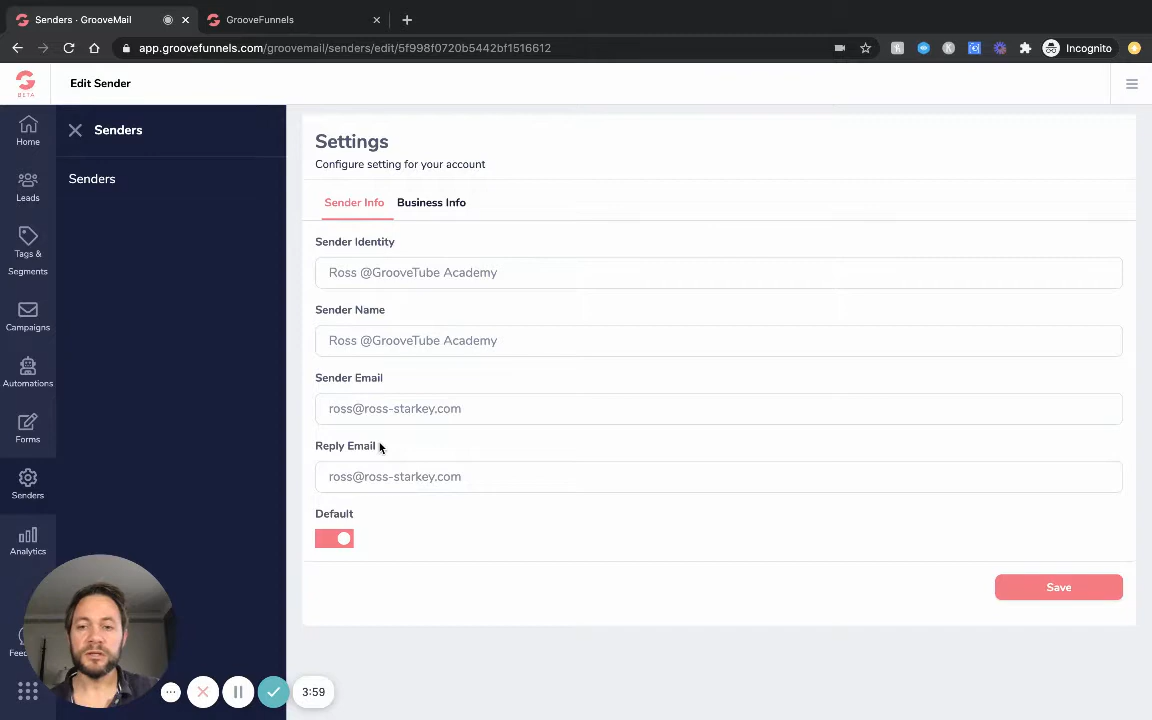 Senders · GrooveMail
GrooveFunnels
app.groovefunnels.com/groovemail/senders/edit/5f998f0720b5442bf1516612
Incognito
BETA
Edit Sender
Home
Leads
Tags &
Segments
Campaigns
Automations
Forms
Senders
Analytics
Senders
Senders
Settings
Configure setting for your account
Sender Info
Business Info
Sender Identity
Ross @GrooveTube Academy
Sender Name
Ross @GrooveTube Academy
Sender Email
ross@ross-starkey.com
Reply Email
ross@ross-starkey.com
Default
Save
3:59